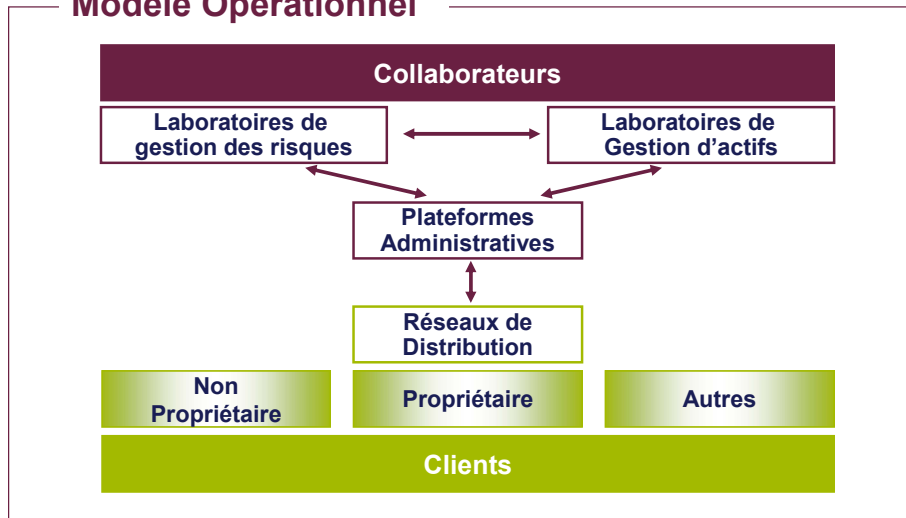 Modèle Opérationnel
Collaborateurs
Laboratoires de
gestion des risques
Laboratoires de
Gestion d'actifs
Plateformes
Administratives
Réseaux de
Distribution
Non
Propriétaire
Propriétaire
Autres
Clients